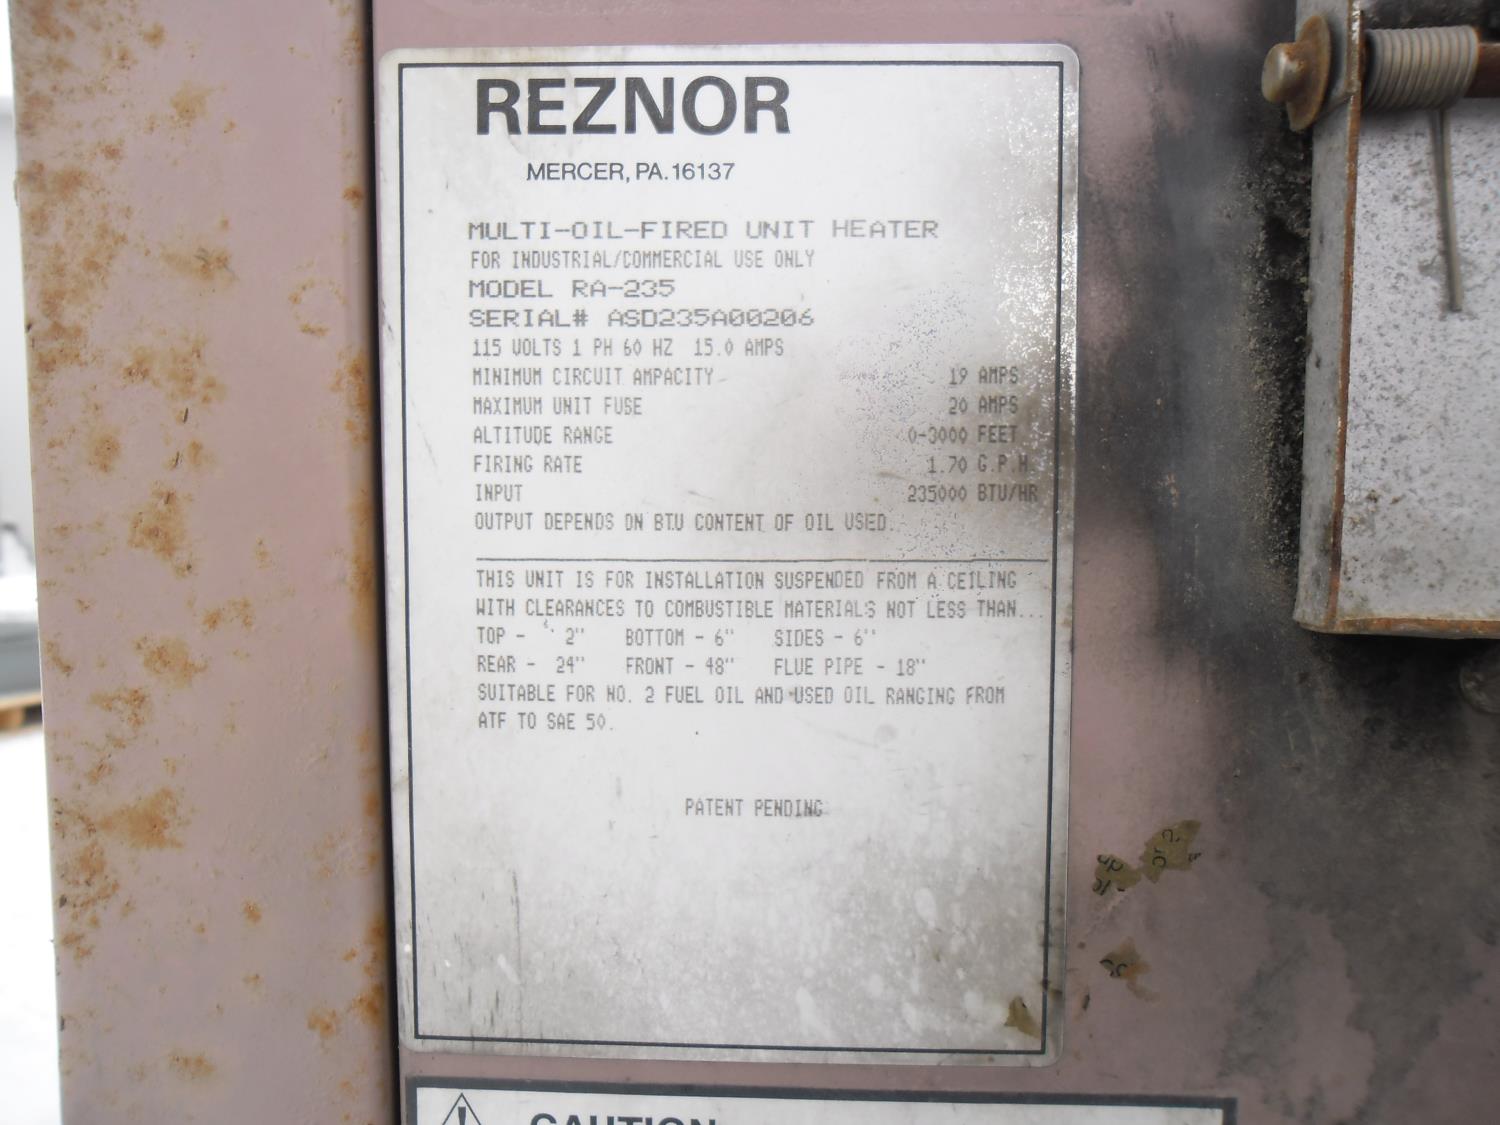 REZNOR
MERCER, PA. 16137
MULTI-OIL-FIRED UNIT HEATER
FOR INDUSTRIAL/COMMERCIAL USE ONLY
MODEL RA-235
SERIAL# ASD235A00206
115 VOLTS 1 PH 60 HZ 15.0 AMPS
MINIMUM CIRCUIT AMPACITY 19 AMPS
MAXIMUM UNIT FUSE 20 AMPS
ALTITUDE RANGE 0-3000 FEET
FIRING RATE 1.70 G.P.H.
INPUT 235000 BTU/HR
OUTPUT DEPENDS ON BTU CONTENT OF OIL USED.
THIS UNIT IS FOR INSTALLATION SUSPENDED FROM A CEILING
WITH CLEARANCES TO COMBUSTIBLE MATERIALS NOT LESS THAN...
TOP - 2" BOTTOM - 6" SIDES - 6"
REAR - 24" FRONT - 48" FLUE PIPE - 18"
SUITABLE FOR NO. 2 FUEL OIL AND USED OIL RANGING FROM
ATF TO SAE 50.
PATENT PENDING
CAUTION